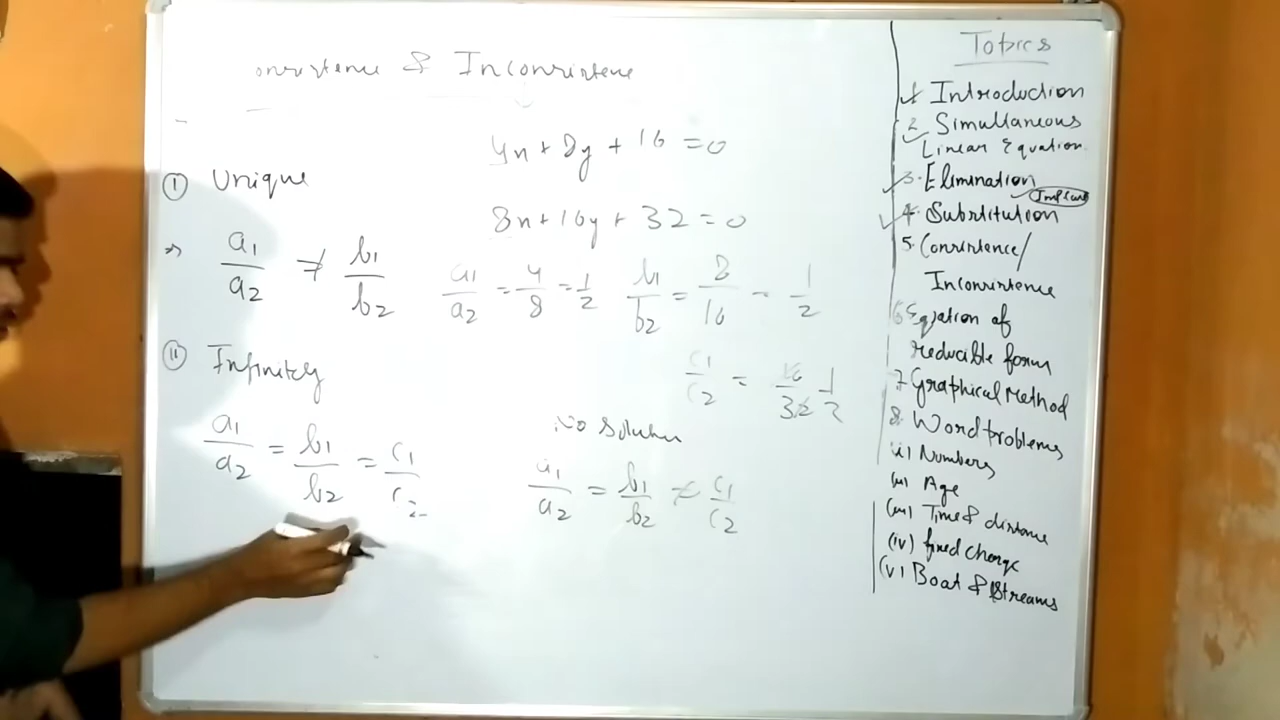 onsistence & Inconsistence
4x + 8y + 16 = 0
① Unique
8x + 16y + 32 = 0
⇒ a1/a2 ≠ b1/b2
a1/a2 = 4/8 = 1/2
b1/b2 = 8/16 = 1/2
② Infinitely
c1/c2 = 16/32 1/2
No solution
a1/a2 = b1/b2 = c1/c2
a1/a2 = b1/b2 ≠ c1/c2
Topics
1. Introduction
2. Simultaneous
Linear Equation
3. Elimination
4. Substitution
5. Consistence/
Inconsistence
6. Equation of
reducible form
7. Graphical Method
8. Word problems
(i) Numbers
(ii) Age
(iii) Time & distance
(iv) fixed charge
(v) Boat & Streams